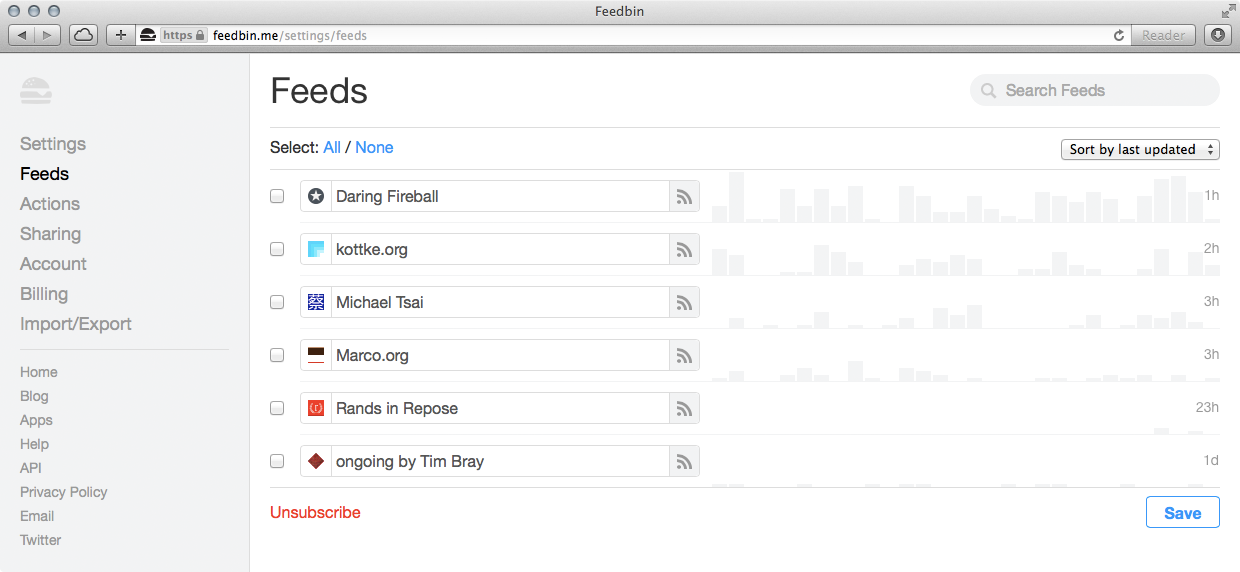 Feedbin
https feedbin.me/settings/feeds Reader
Settings
Feeds
Actions
Sharing
Account
Billing
Import/Export
Home
Blog
Apps
Help
API
Privacy Policy
Email
Twitter
Feeds
Search Feeds
Select: All / None
Sort by last updated
Daring Fireball 1h
kottke.org 2h
蔡 Michael Tsai 3h
Marco.org 3h
Rands in Repose 23h
ongoing by Tim Bray 1d
Unsubscribe
Save